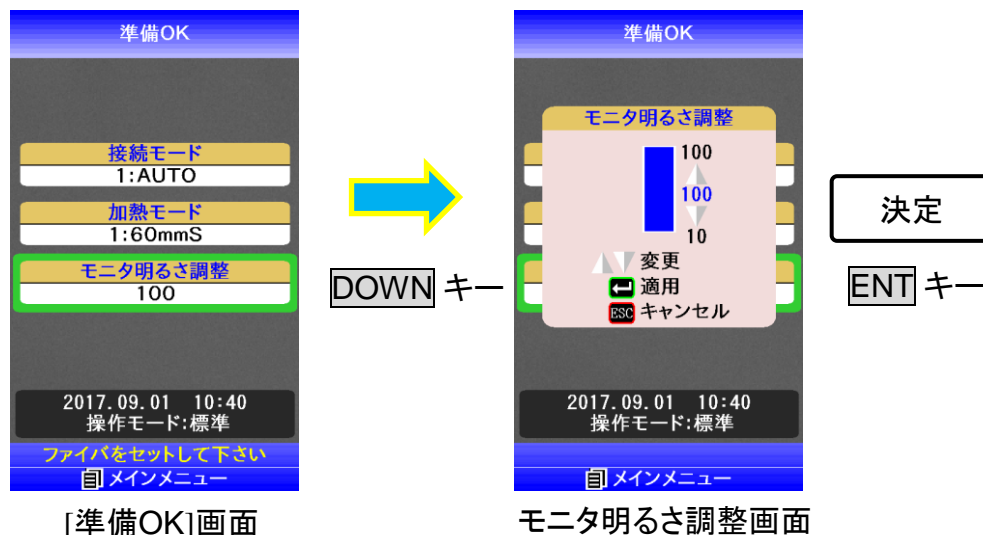 準備OK
接続モード
1:AUTO
加熱モード
1:60mmS
モニタ明るさ調整
100
2017.09.01 10:40
操作モード:標準
ファイバをセットして下さい
メインメニュー
[準備OK]画面
DOWN キー
準備OK
モニタ明るさ調整
100
100
10
変更
適用
ESC キャンセル
2017.09.01 10:40
操作モード:標準
メインメニュー
モニタ明るさ調整画面
決定
ENT キー